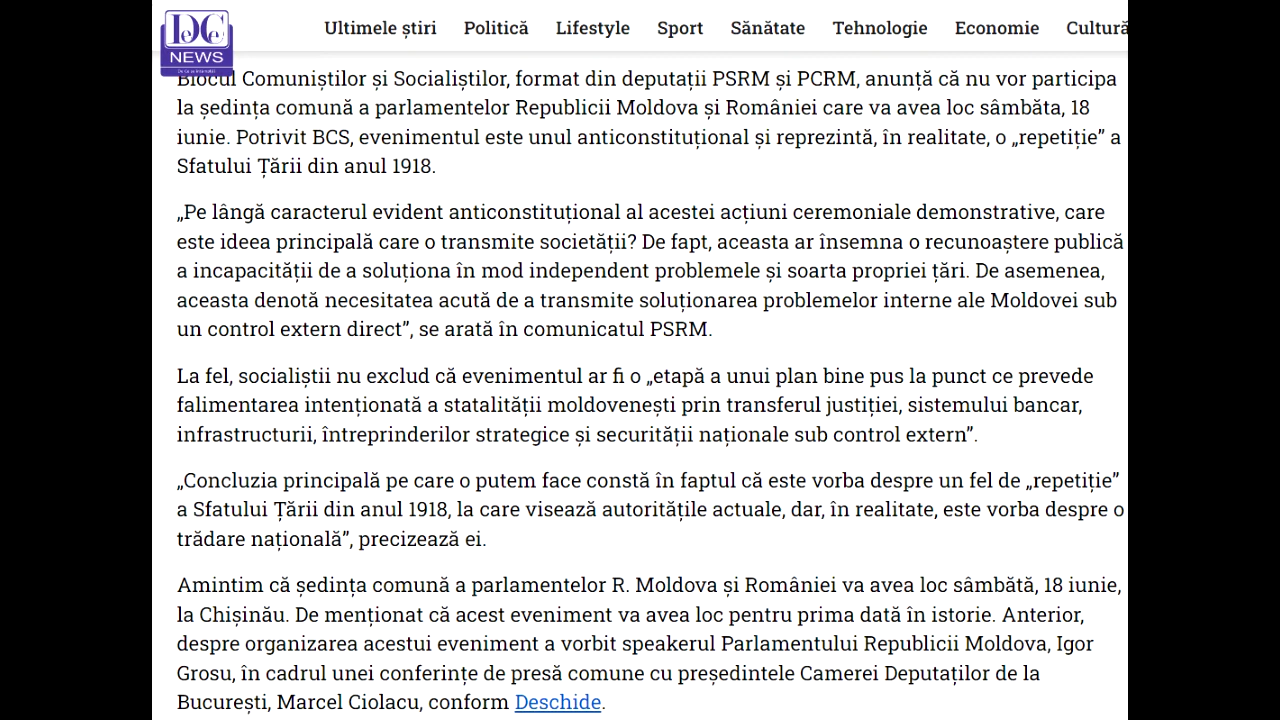 DeCe
NEWS
De Ce se întâmplă?
Ultimele știri Politică Lifestyle Sport Sănătate Tehnologie Economie Cultură
Blocul Comuniștilor și Socialiștilor, format din deputații PSRM și PCRM, anunță că nu vor participa
la ședința comună a parlamentelor Republicii Moldova și României care va avea loc sâmbăta, 18
iunie. Potrivit BCS, evenimentul este unul anticonstituțional și reprezintă, în realitate, o „repetiție” a
Sfatului Țării din anul 1918.
„Pe lângă caracterul evident anticonstituțional al acestei acțiuni ceremoniale demonstrative, care
este ideea principală care o transmite societății? De fapt, aceasta ar însemna o recunoaștere publică
a incapacității de a soluționa în mod independent problemele și soarta propriei țări. De asemenea,
aceasta denotă necesitatea acută de a transmite soluționarea problemelor interne ale Moldovei sub
un control extern direct”, se arată în comunicatul PSRM.
La fel, socialiștii nu exclud că evenimentul ar fi o „etapă a unui plan bine pus la punct ce prevede
falimentarea intenționată a statalității moldovenești prin transferul justiției, sistemului bancar,
infrastructurii, întreprinderilor strategice și securității naționale sub control extern”.
„Concluzia principală pe care o putem face constă în faptul că este vorba despre un fel de „repetiție”
a Sfatului Țării din anul 1918, la care visează autoritățile actuale, dar, în realitate, este vorba despre o
trădare națională”, precizează ei.
Amintim că ședința comună a parlamentelor R. Moldova și României va avea loc sâmbătă, 18 iunie,
la Chișinău. De menționat că acest eveniment va avea loc pentru prima dată în istorie. Anterior,
despre organizarea acestui eveniment a vorbit speakerul Parlamentului Republicii Moldova, Igor
Grosu, în cadrul unei conferințe de presă comune cu președintele Camerei Deputaților de la
București, Marcel Ciolacu, conform Deschide.